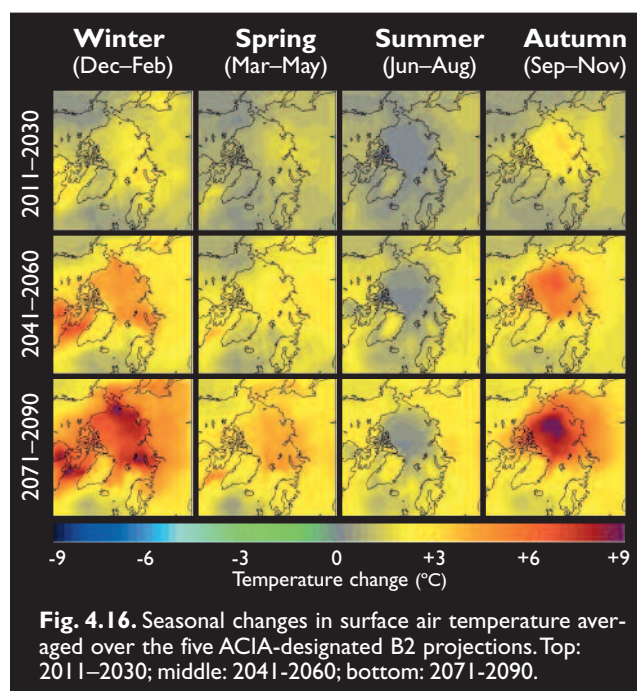 Winter Spring Summer Autumn
(Dec–Feb) (Mar–May) (Jun–Aug) (Sep–Nov)
2011–2030
2041–2060
2071–2090
-9 -6 -3 0 +3 +6 +9
Temperature change (ºC)
Fig. 4.16. Seasonal changes in surface air temperature aver-
aged over the five ACIA-designated B2 projections. Top:
2011–2030; middle: 2041-2060; bottom: 2071-2090.